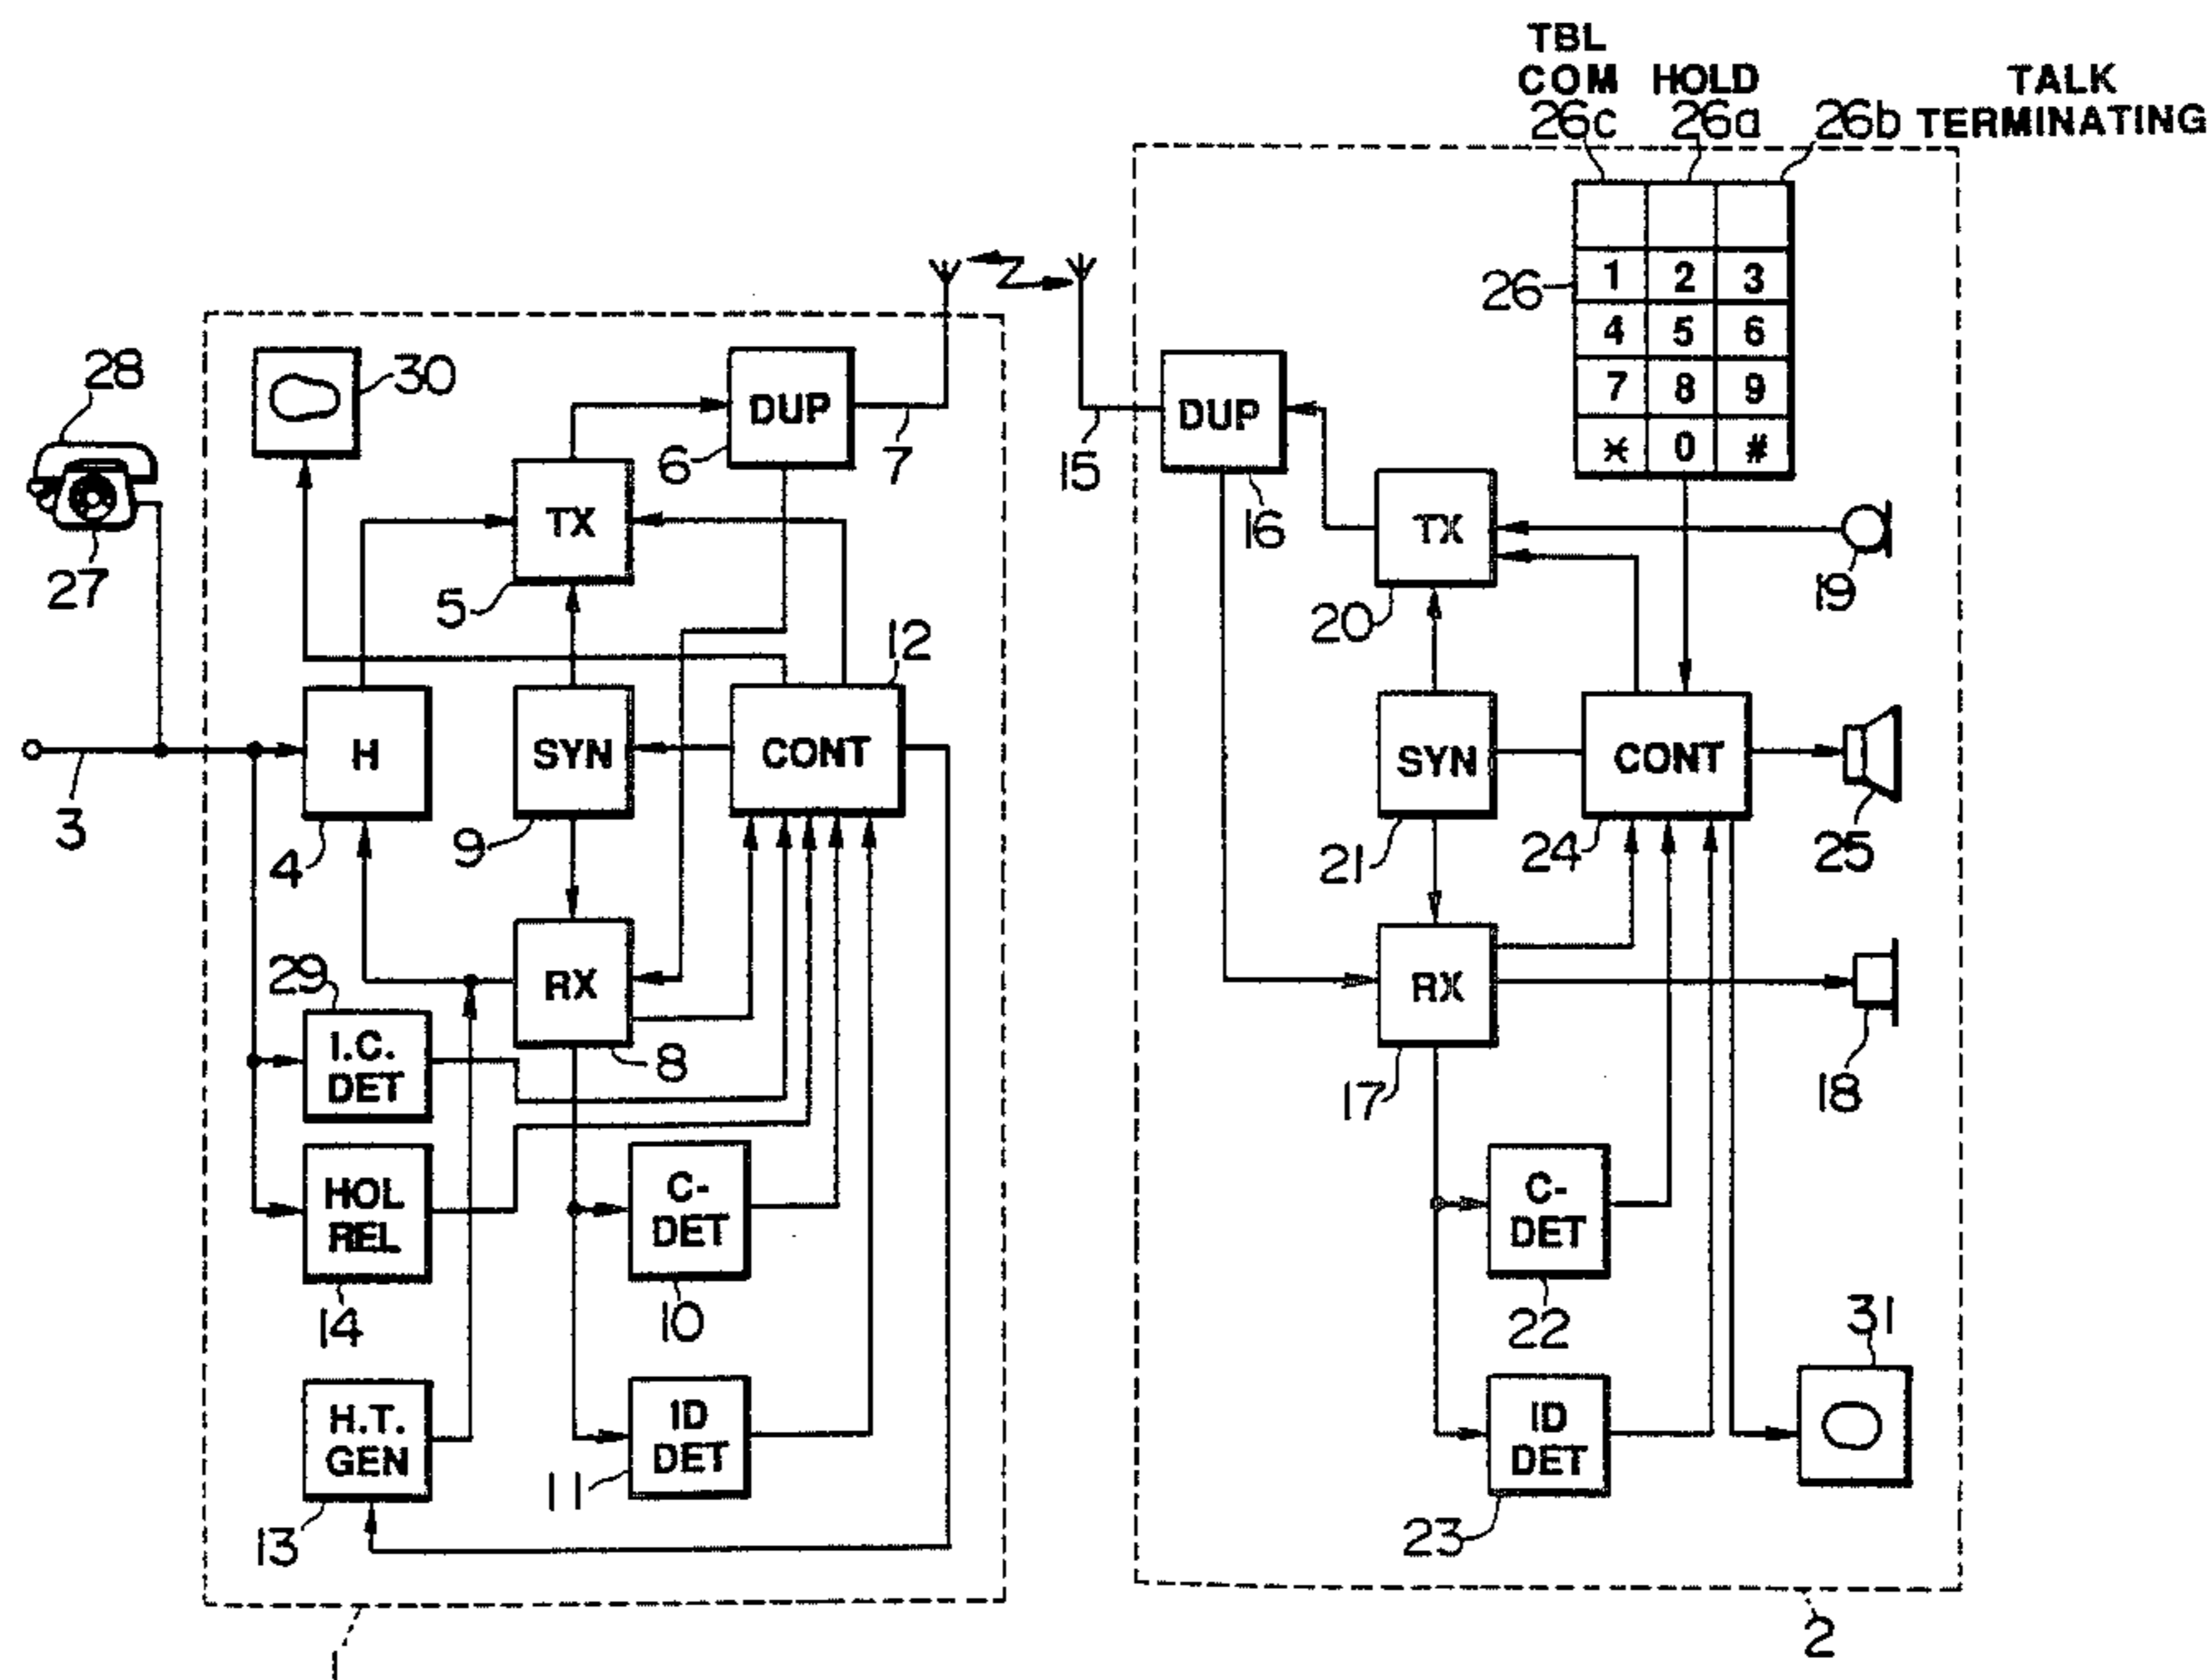 TBL
COM HOLD TALK
26c 26a 26b TERMINATING
1 2 3
26
4 5 6
7 8 9
* 0 #
28
30
DUP
6
7
15
DUP
16
TX
5
TX
20
19
27
12
3
H
4
SYN
9
CONT
SYN
21
CONT
24
25
29
I.C.
DET
RX
8
RX
17
18
HOL
REL
14
C-
DET
10
C-
DET
22
31
H.T.
GEN
13
ID
DET
11
ID
DET
23
1
2